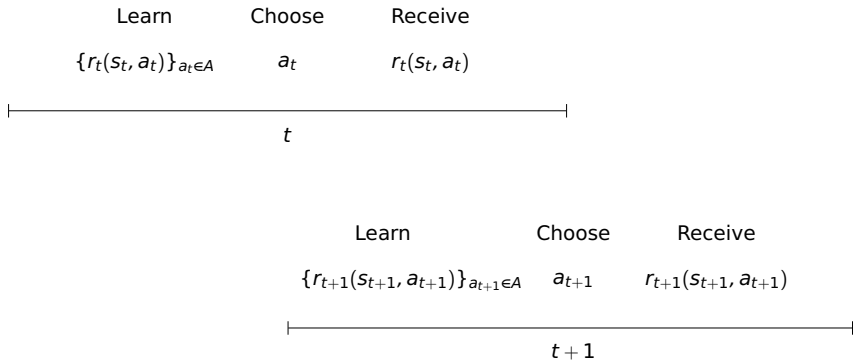 Learn Choose Receive
{r_t(s_t, a_t)}_{a_t∈A} a_t r_t(s_t, a_t)
t
Learn Choose Receive
{r_{t+1}(s_{t+1}, a_{t+1})}_{a_{t+1}∈A} a_{t+1} r_{t+1}(s_{t+1}, a_{t+1})
t + 1